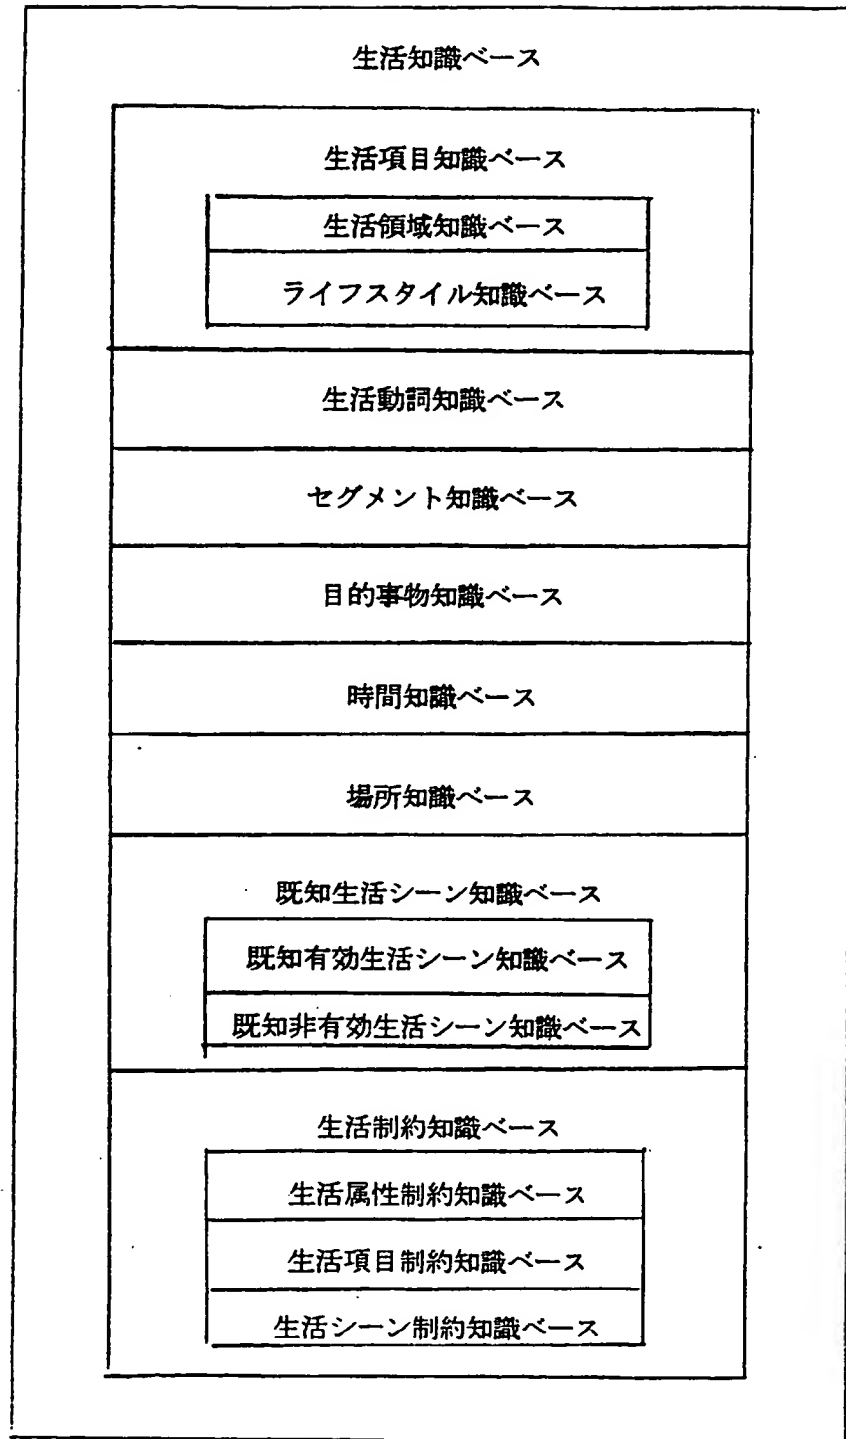 生活知識ベース
生活項目知識ベース
生活領域知識ベース
ライフスタイル知識ベース
生活動詞知識ベース
セグメント知識ベース
目的事物知識ベース
時間知識ベース
場所知識ベース
既知生活シーン知識ベース
既知有効生活シーン知識ベース
既知非有効生活シーン知識ベース
生活制約知識ベース
生活属性制約知識ベース
生活項目制約知識ベース
生活シーン制約知識ベース